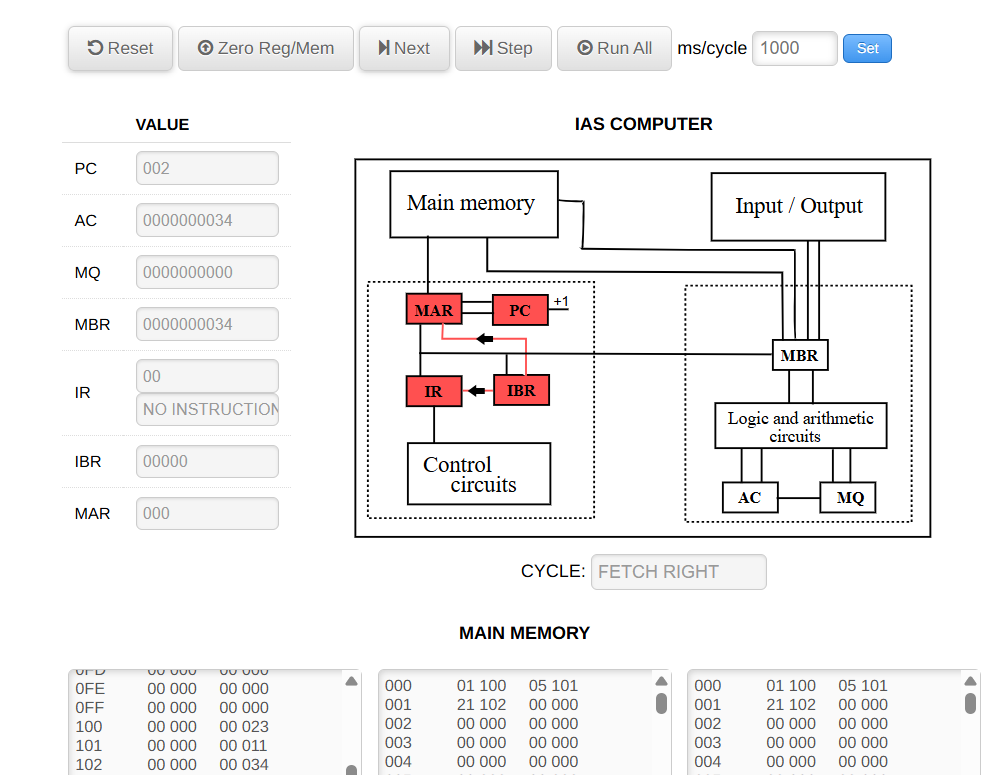 Reset Zero Reg/Mem Next Step Run All ms/cycle 1000 Set
VALUE
PC 002
AC 0000000034
MQ 0000000000
MBR 0000000034
IR 00
NO INSTRUCTION
IBR 00000
MAR 000
IAS COMPUTER
Main memory
Input / Output
MAR PC +1
MBR
IR IBR
Logic and arithmetic
circuits
Control
circuits
AC MQ
CYCLE: FETCH RIGHT
MAIN MEMORY
0FD 00 000 00 000
0FE 00 000 00 000
0FF 00 000 00 000
100 00 000 00 023
101 00 000 00 011
102 00 000 00 034
000 01 100 05 101
001 21 102 00 000
002 00 000 00 000
003 00 000 00 000
004 00 000 00 000
000 01 100 05 101
001 21 102 00 000
002 00 000 00 000
003 00 000 00 000
004 00 000 00 000